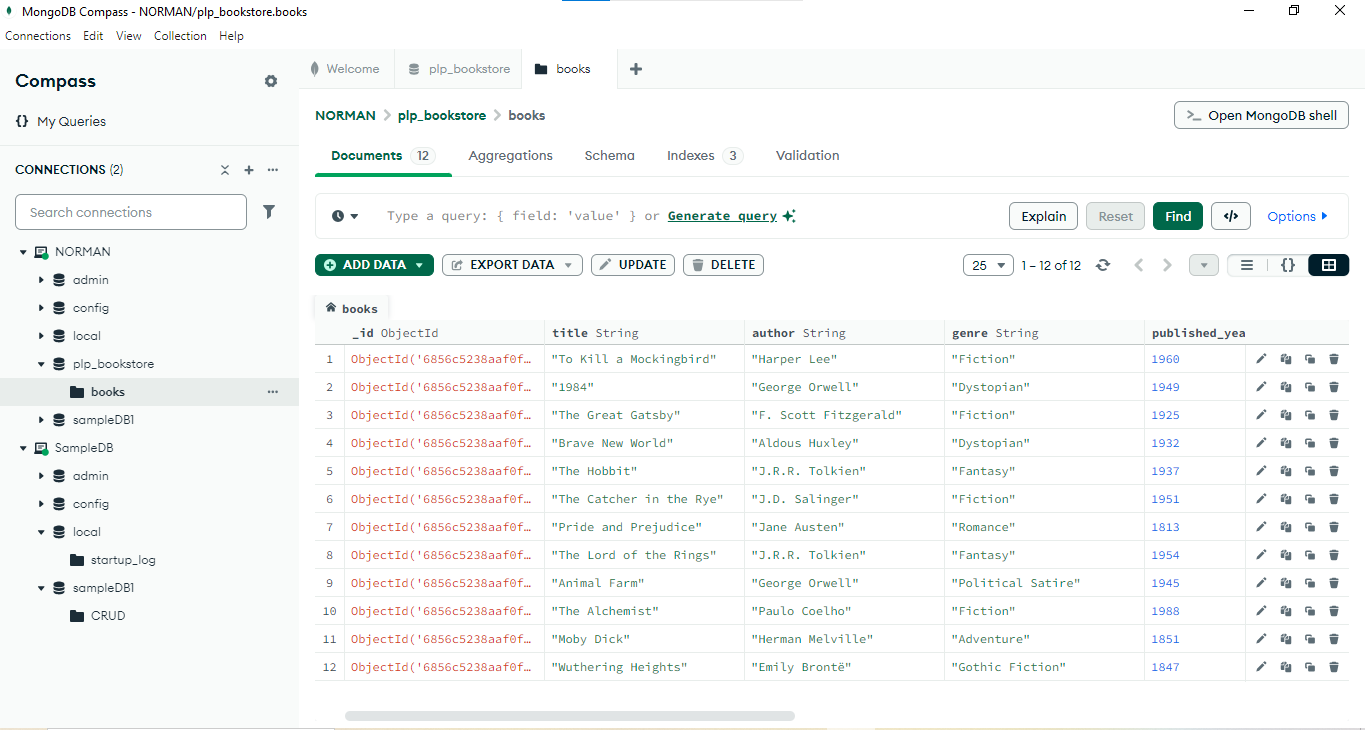 MongoDB Compass - NORMAN/plp_bookstore.books
Connections Edit View Collection Help
Compass
{} My Queries
CONNECTIONS (2)
Search connections
NORMAN
admin
config
local
plp_bookstore
books
sampleDB1
SampleDB
admin
config
local
startup_log
sampleDB1
CRUD
Welcome plp_bookstore books
NORMAN > plp_bookstore > books
>_ Open MongoDB shell
Documents 12 Aggregations Schema Indexes 3 Validation
Type a query: { field: 'value' } or Generate query
Explain Reset Find </> Options
ADD DATA EXPORT DATA UPDATE DELETE 25 1 – 12 of 12 {}
books
_id ObjectId title String author String genre String published_yea
1 ObjectId('6856c5238aaf0f… "To Kill a Mockingbird" "Harper Lee" "Fiction" 1960
2 ObjectId('6856c5238aaf0f… "1984" "George Orwell" "Dystopian" 1949
3 ObjectId('6856c5238aaf0f… "The Great Gatsby" "F. Scott Fitzgerald" "Fiction" 1925
4 ObjectId('6856c5238aaf0f… "Brave New World" "Aldous Huxley" "Dystopian" 1932
5 ObjectId('6856c5238aaf0f… "The Hobbit" "J.R.R. Tolkien" "Fantasy" 1937
6 ObjectId('6856c5238aaf0f… "The Catcher in the Rye" "J.D. Salinger" "Fiction" 1951
7 ObjectId('6856c5238aaf0f… "Pride and Prejudice" "Jane Austen" "Romance" 1813
8 ObjectId('6856c5238aaf0f… "The Lord of the Rings" "J.R.R. Tolkien" "Fantasy" 1954
9 ObjectId('6856c5238aaf0f… "Animal Farm" "George Orwell" "Political Satire" 1945
10 ObjectId('6856c5238aaf0f… "The Alchemist" "Paulo Coelho" "Fiction" 1988
11 ObjectId('6856c5238aaf0f… "Moby Dick" "Herman Melville" "Adventure" 1851
12 ObjectId('6856c5238aaf0f… "Wuthering Heights" "Emily Brontë" "Gothic Fiction" 1847